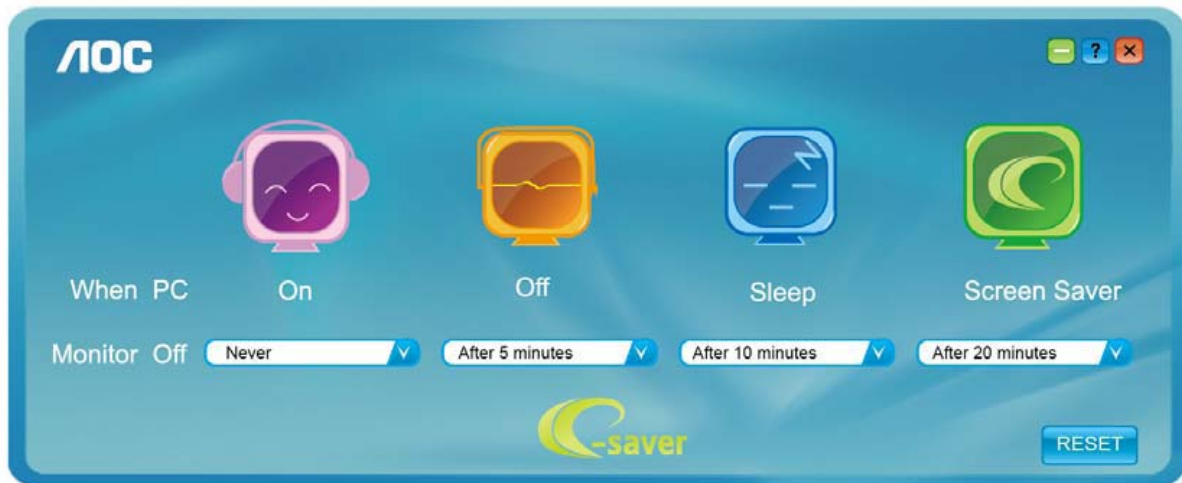 AOC
?
When PC On Off Sleep Screen Saver
Monitor Off Never After 5 minutes After 10 minutes After 20 minutes
e-saver
RESET